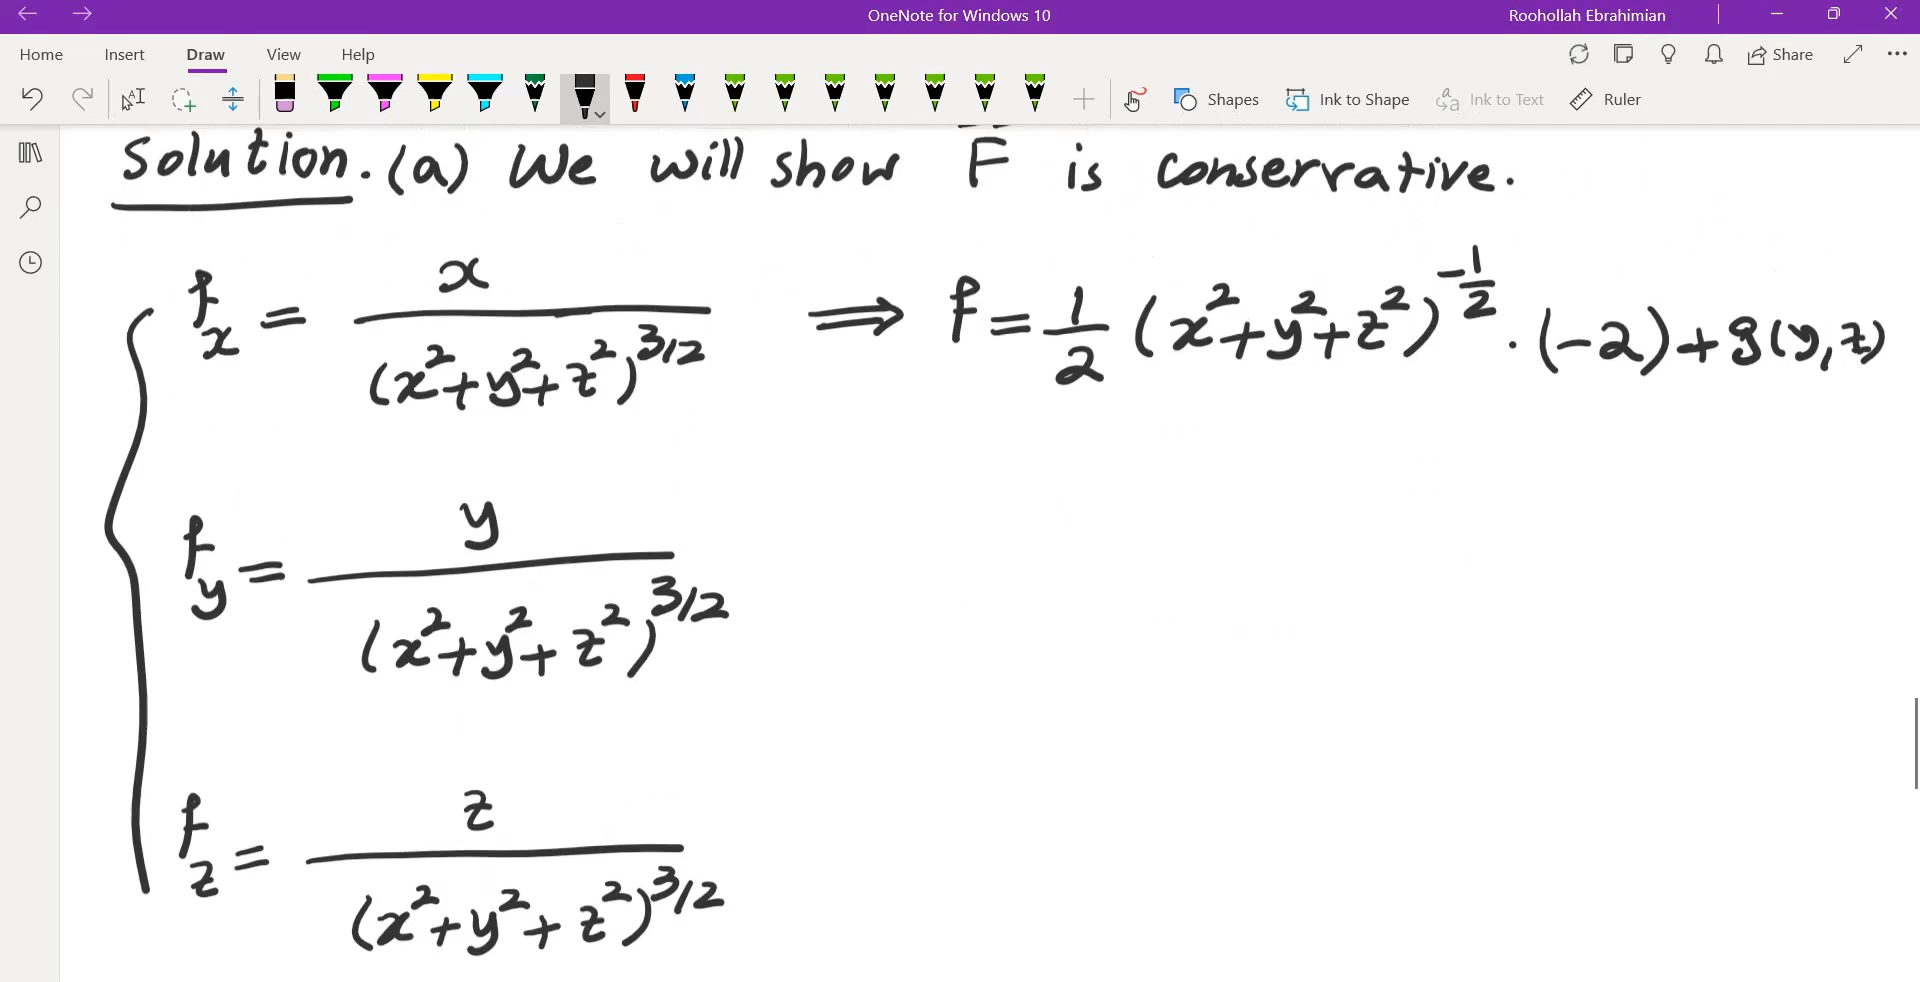 OneNote for Windows 10
Roohollah Ebrahimian
Home Insert Draw View Help
Share
Shapes Ink to Shape Ink to Text Ruler
Solution. (a) We will show F is conserrative.
f_x = x / (x² + y² + z²)^{3/2} ⟹ f = 1/2 (x² + y² + z²)^{-1/2} · (-2) + g(y, z)
f_y = y / (x² + y² + z²)^{3/2}
f_z = z / (x² + y² + z²)^{3/2}